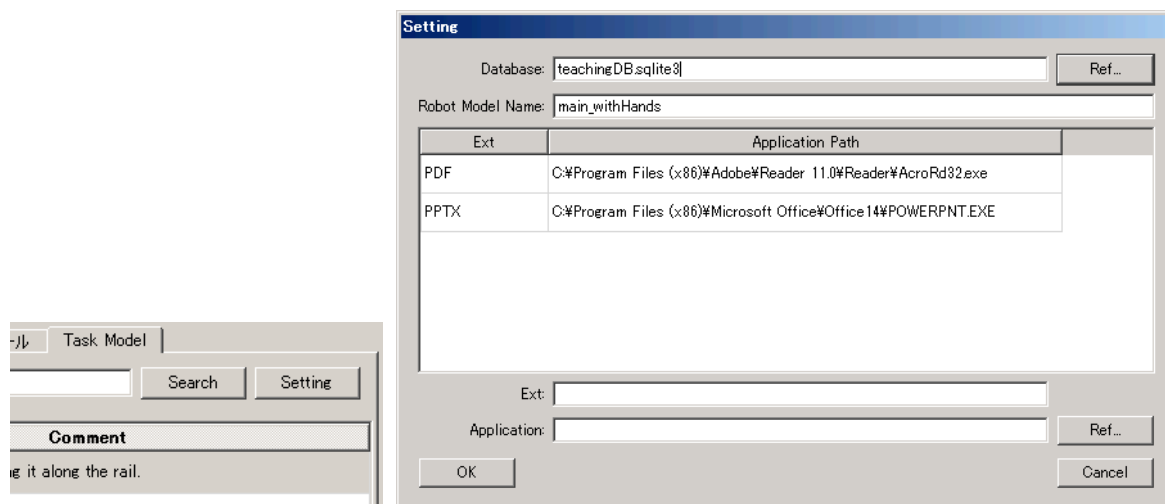 Setting
Database: teachingDB.sqlite3 Ref...
Robot Model Name: main_withHands
Ext Application Path
PDF C:¥Program Files (x86)¥Adobe¥Reader 11.0¥Reader¥AcroRd32.exe
PPTX C:¥Program Files (x86)¥Microsoft Office¥Office14¥POWERPNT.EXE
Ext:
Application: Ref...
OK Cancel
ール Task Model
Search Setting
Comment
it along the rail.